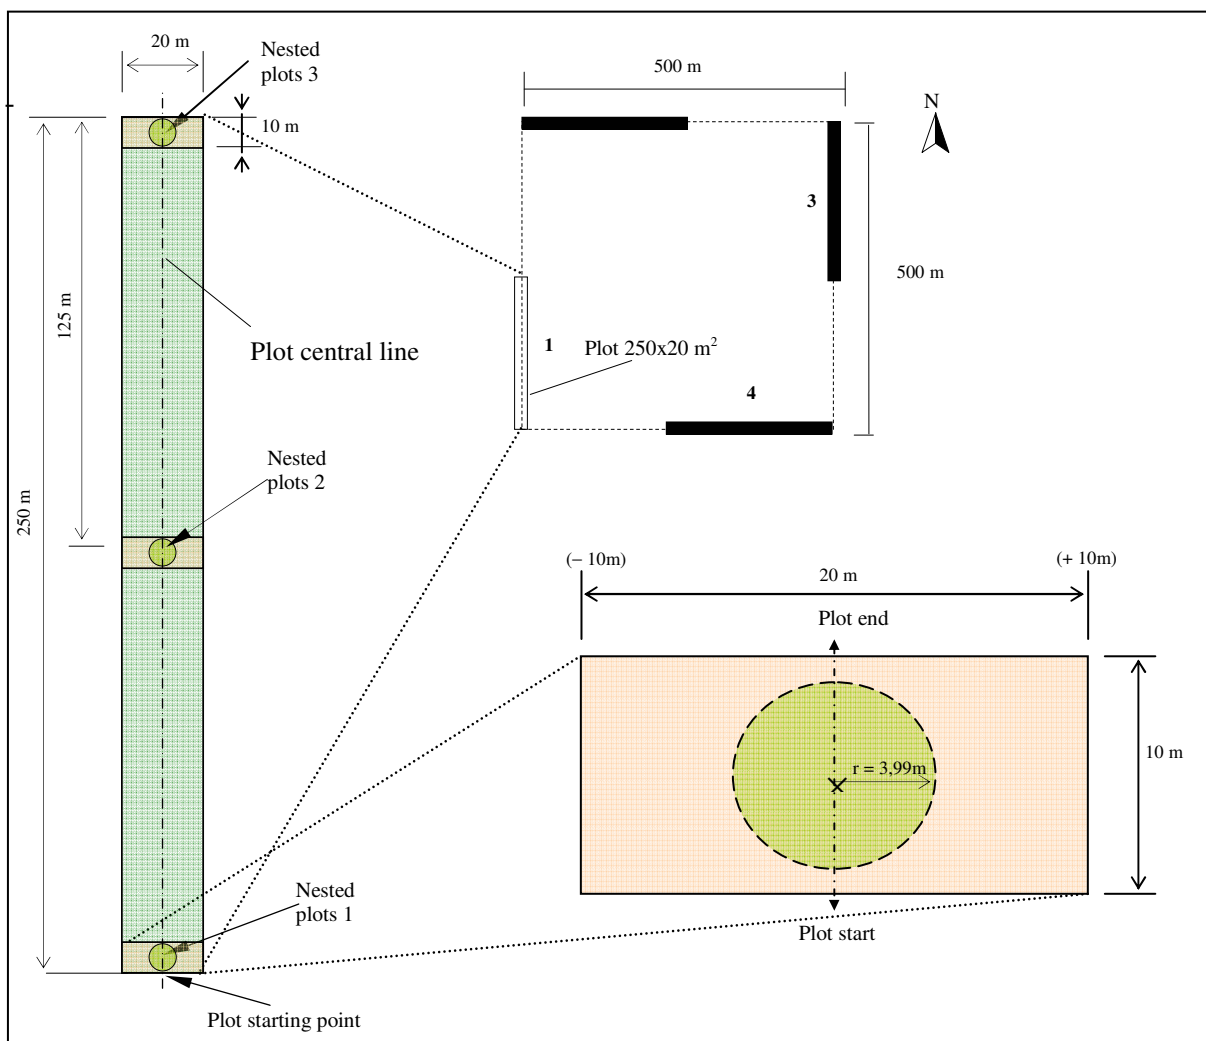 20 m
Nested
plots 3
10 m
125 m
250 m
Plot central line
Nested
plots 2
Nested
plots 1
Plot starting point
500 m
N
3
500 m
1
Plot 250x20 m²
4
(– 10m)
(+ 10m)
20 m
Plot end
r = 3,99m
10 m
Plot start